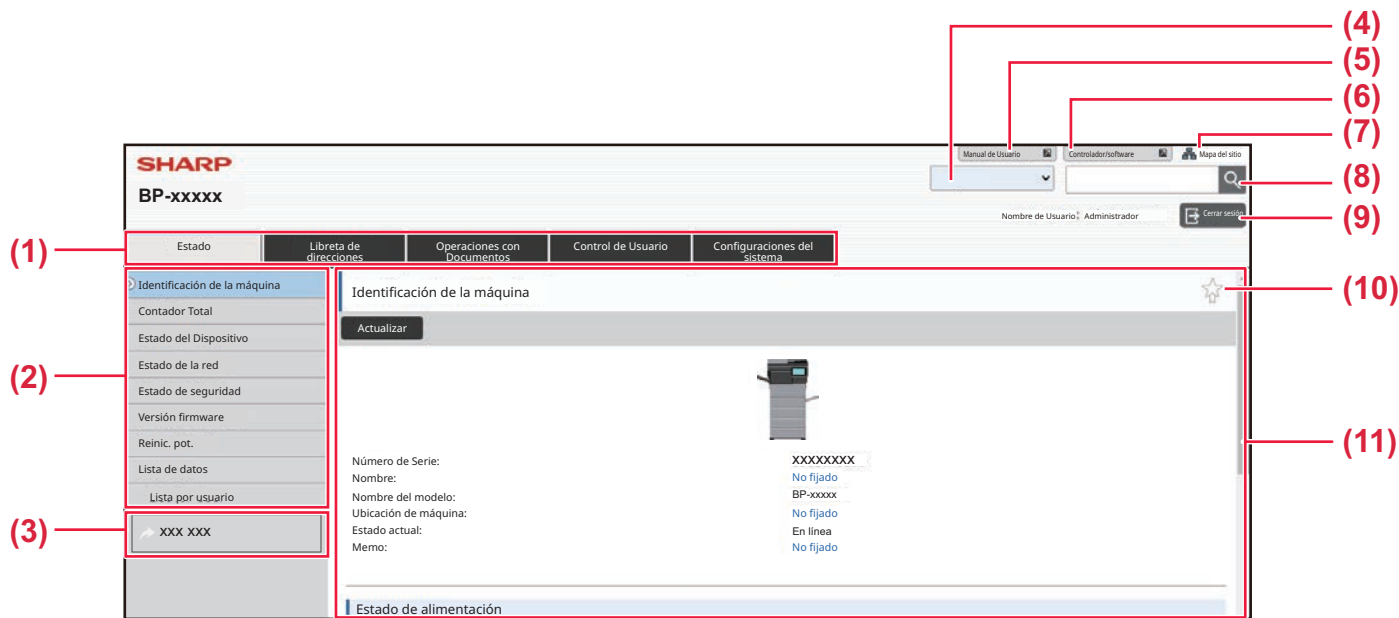 (4)
(5)
(6)
(7)
SHARP
Manual de Usuario
Controlador/software
Mapa del sitio
BP-xxxxx
(8)
Nombre de Usuario: Administrador
Cerrar sesión
(9)
(1)
Estado
Libreta de
direcciones
Operaciones con
Documentos
Control de Usuario
Configuraciones del
sistema
Identificación de la máquina
Contador Total
Estado del Dispositivo
Estado de la red
(2)
Estado de seguridad
Versión firmware
Reinic. pot.
Lista de datos
Lista por usuario
(3)
XXX XXX
Identificación de la máquina
(10)
Actualizar
Número de Serie: XXXXXXXX
Nombre: No fijado
Nombre del modelo: BP-xxxxx
Ubicación de máquina: No fijado
Estado actual: En línea
Memo: No fijado
(11)
Estado de alimentación